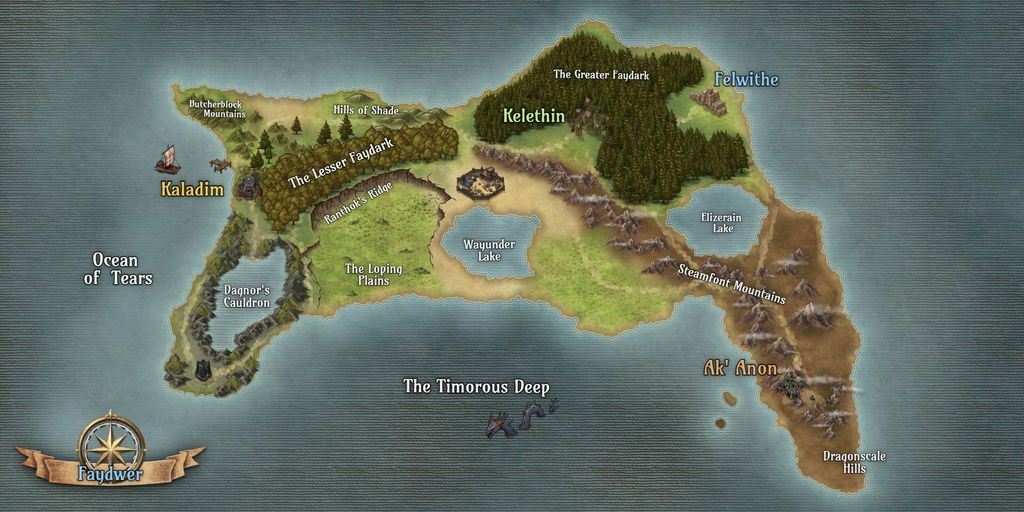 The Greater Faydark
Felwithe
Butcherblock
Mountains
Hills of Shade
Kelethin
The Lesser Faydark
Kaladim
Ranthok's Ridge
Elizerain
Lake
Wayunder
Lake
Ocean
of Tears
The Loping
Plains
Steamfont Mountains
Dagnor's
Cauldron
Ak' Anon
The Timorous Deep
Dragonscale
Hills
Faydwer